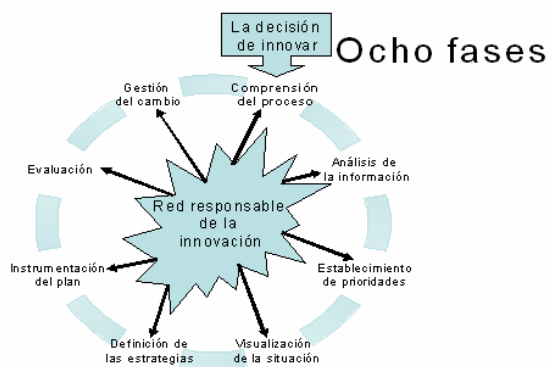 La decisión
de innovar
Ocho fases
Gestión
del cambio
Comprensión
del proceso
Evaluación
Análisis de
la información
Red responsable
de la
innovación
Instrumentación
del plan
Establecimiento
de prioridades
Definición de
las estrategias
Visualización
de la situación